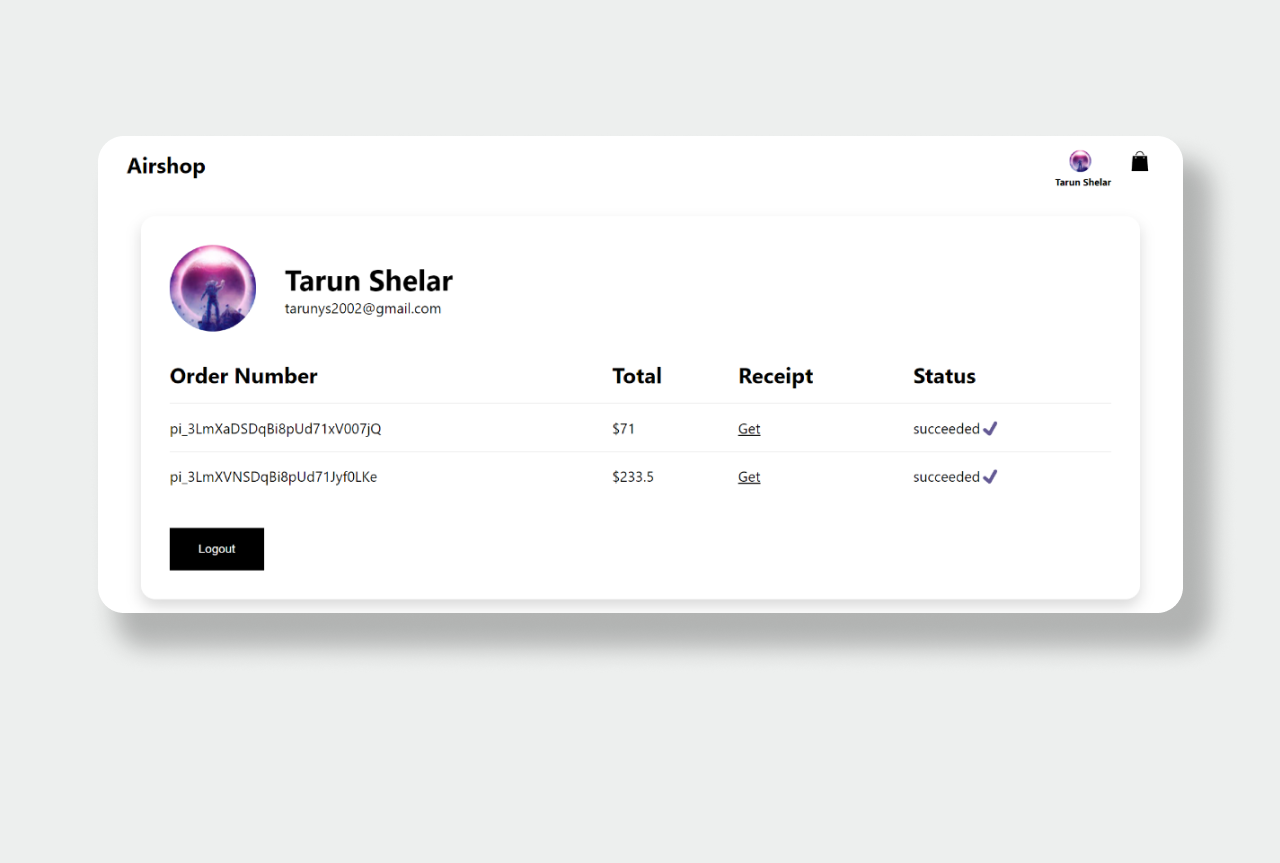 Airshop
Tarun Shelar
Tarun Shelar
tarunys2002@gmail.com
Order Number Total Receipt Status
pi_3LmXaDSDqBi8pUd71xV007jQ $71 Get succeeded
pi_3LmXVNSDqBi8pUd71Jyf0LKe $233.5 Get succeeded
Logout